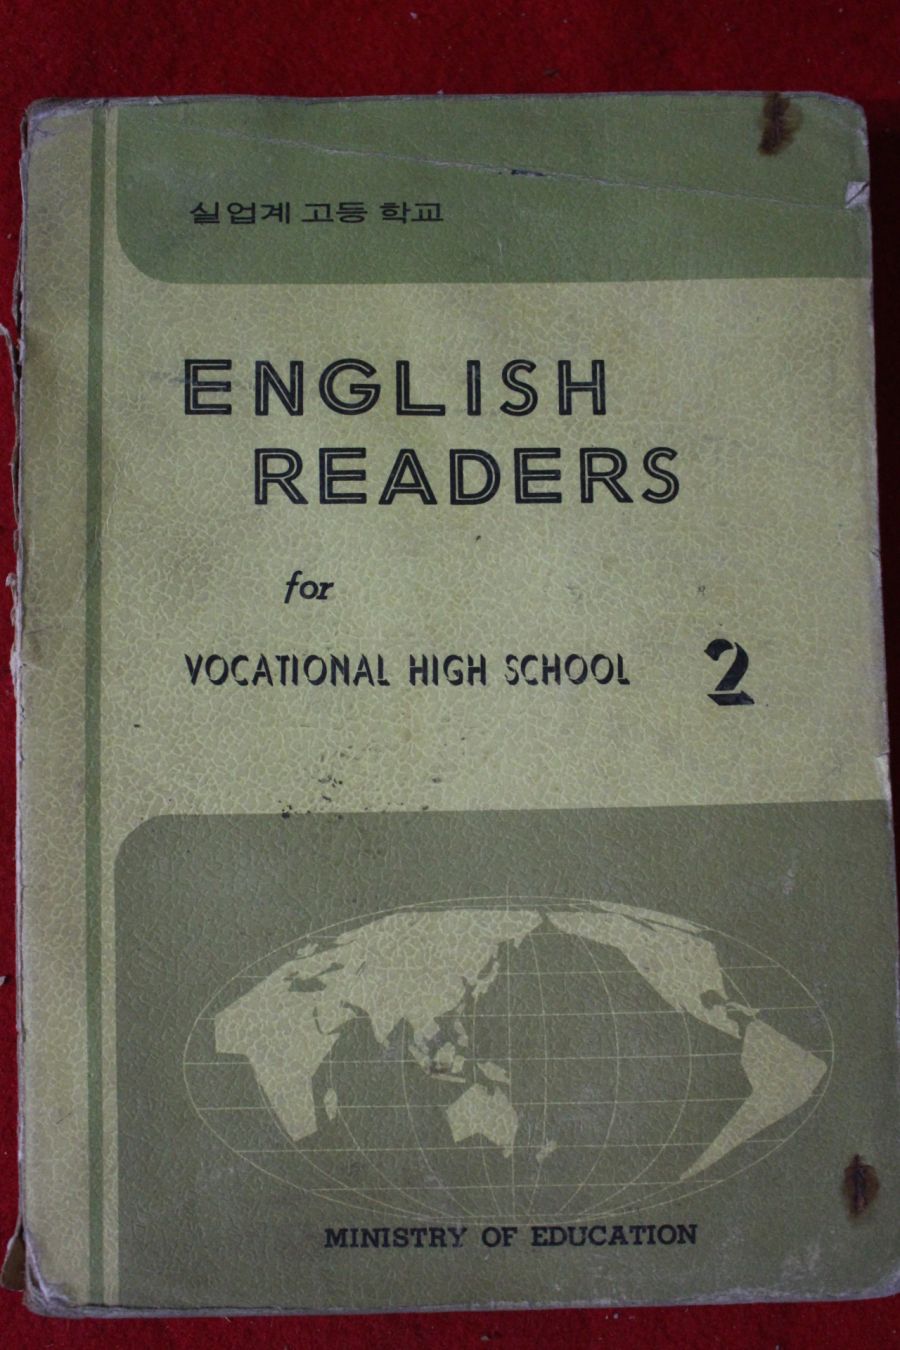 실업계 고등 학교
ENGLISH
READERS
for
VOCATIONAL HIGH SCHOOL 2
MINISTRY OF EDUCATION